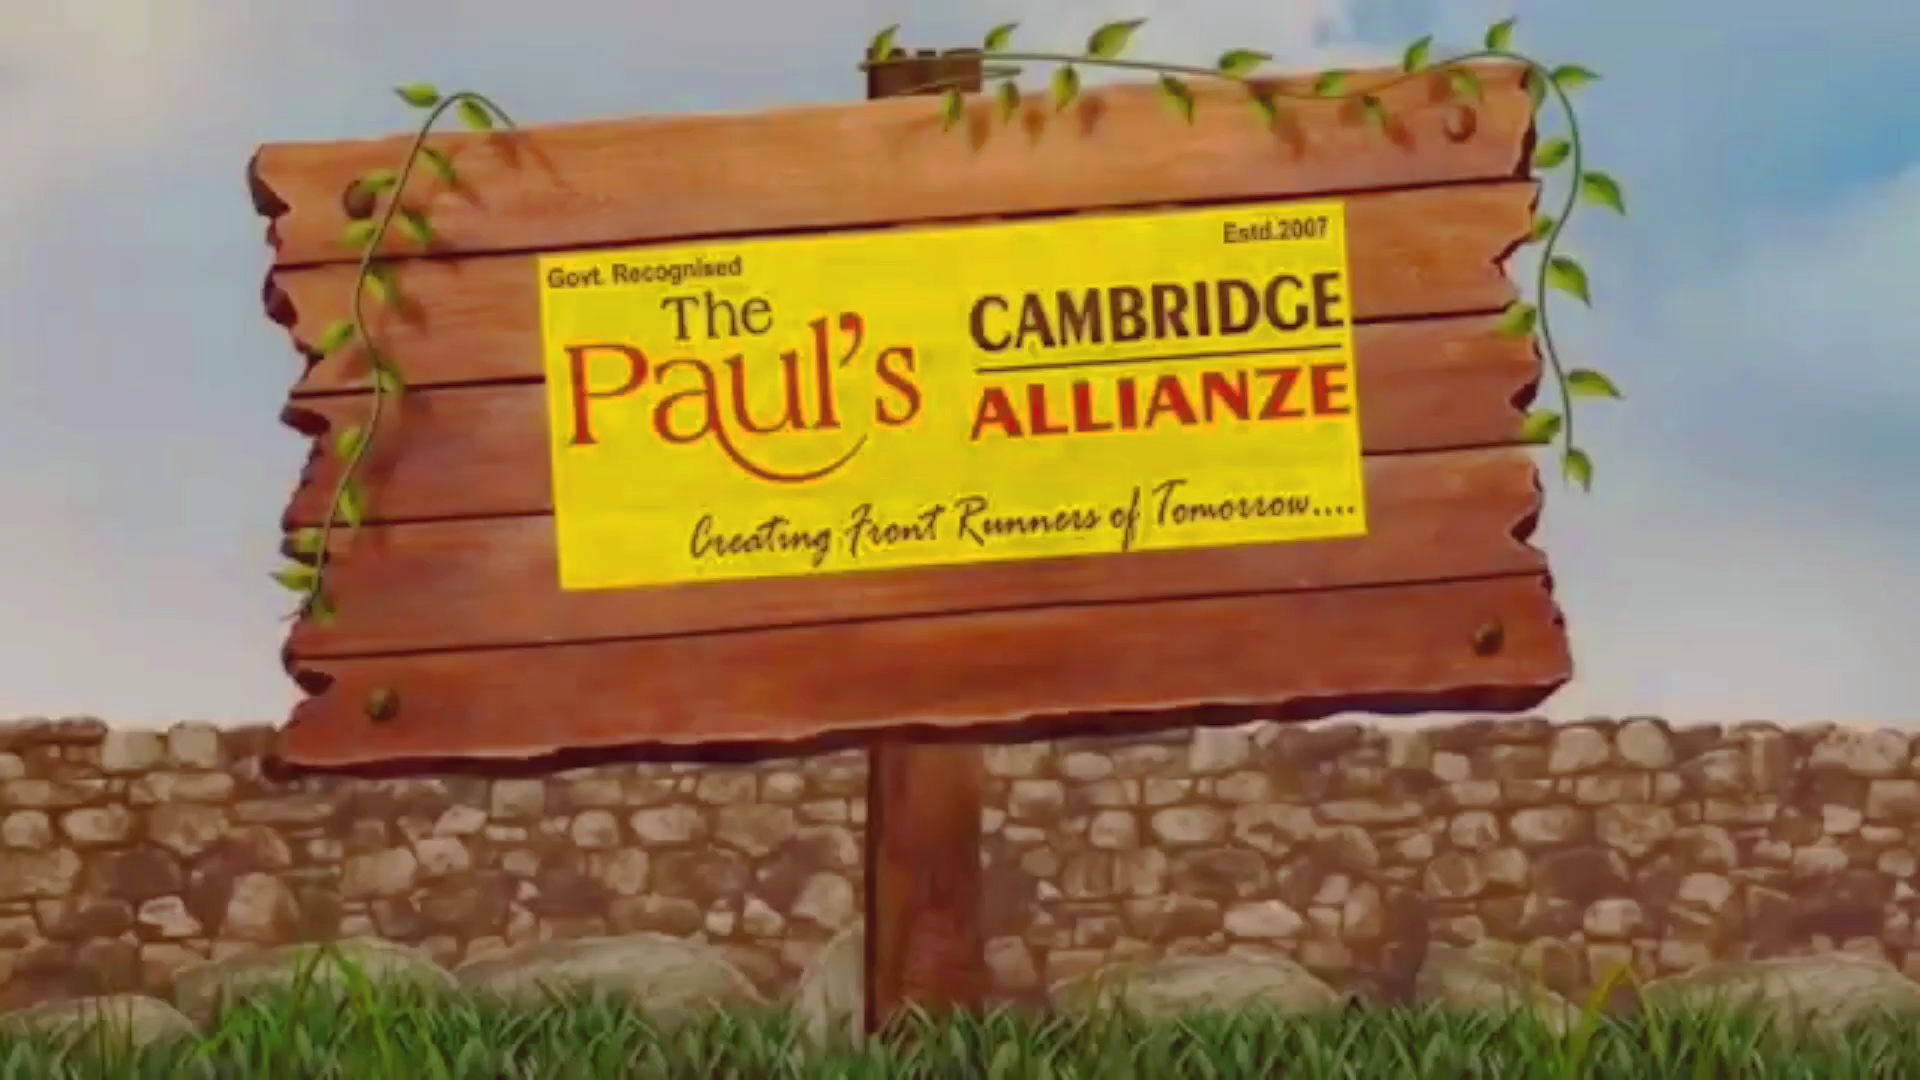 Govt. Recognised
Estd.2007
The
Paul's
CAMBRIDGE
ALLIANZE
Creating Front Runners of Tomorrow....